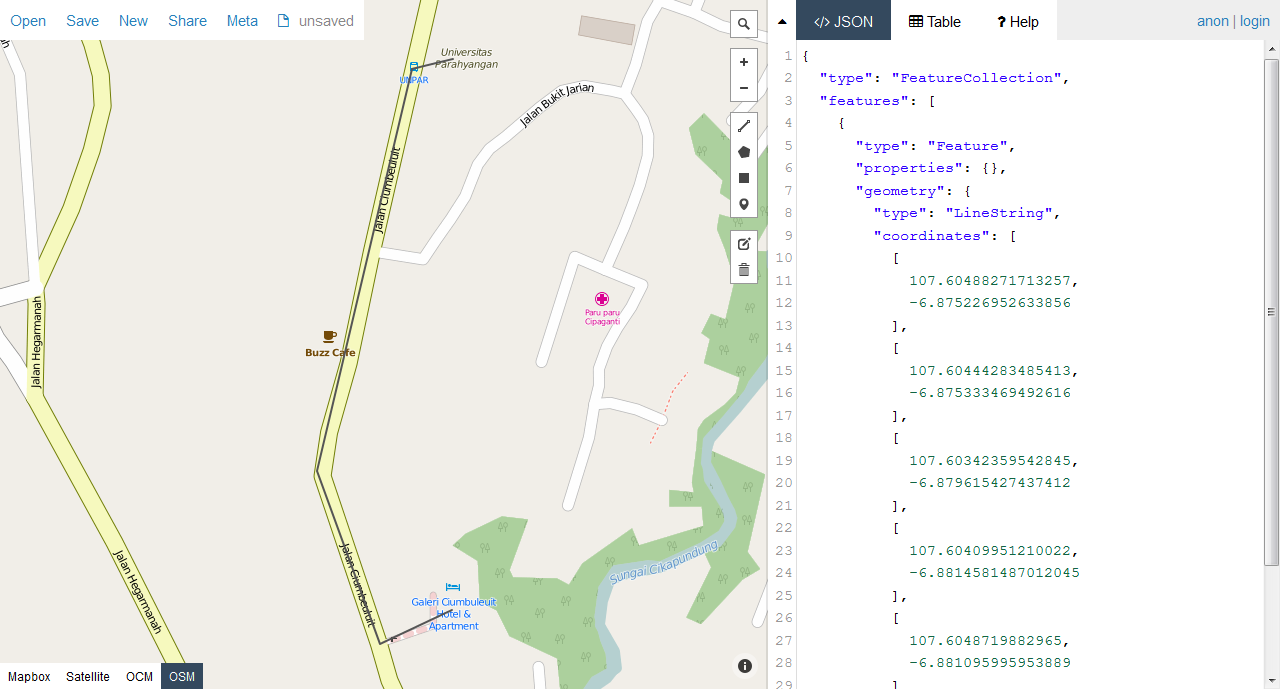 Open Save New Share Meta unsaved
</> JSON Table ? Help
anon | login
Universitas
Parahyangan
UNPAR
Jalan Bukit Jarian
Jalan Ciumbeuluit
Jalan Hegarmanah
Paru paru
Cipaganti
Buzz Cafe
Jalan Ciumbeuluit
Jalan Hegarmanah
Sungai Cikapundung
Galeri Ciumbuleuit
Hotel &
Apartment
Mapbox Satellite OCM OSM
1 {
2 "type": "FeatureCollection",
3 "features": [
4 {
5 "type": "Feature",
6 "properties": {},
7 "geometry": {
8 "type": "LineString",
9 "coordinates": [
10 [
11 107.60488271713257,
12 -6.875226952633856
13 ],
14 [
15 107.60444283485413,
16 -6.875333469492616
17 ],
18 [
19 107.60342359542845,
20 -6.879615427437412
21 ],
22 [
23 107.60409951210022,
24 -6.8814581487012045
25 ],
26 [
27 107.6048719882965,
28 -6.881095995953889
29 ]